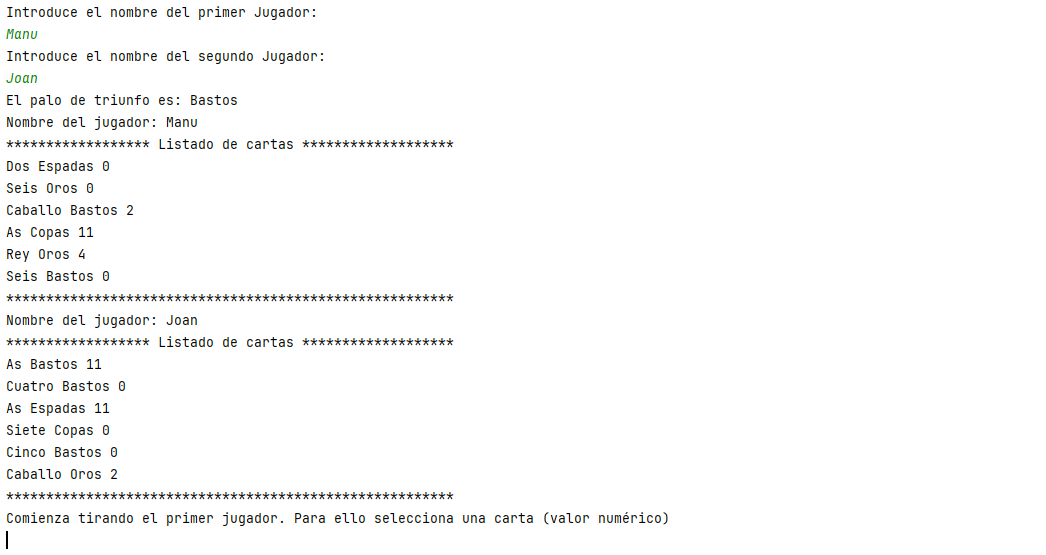 Introduce el nombre del primer Jugador:
Manu
Introduce el nombre del segundo Jugador:
Joan
El palo de triunfo es: Bastos
Nombre del jugador: Manu
****************** Listado de cartas *******************
Dos Espadas 0
Seis Oros 0
Caballo Bastos 2
As Copas 11
Rey Oros 4
Seis Bastos 0
********************************************************
Nombre del jugador: Joan
****************** Listado de cartas *******************
As Bastos 11
Cuatro Bastos 0
As Espadas 11
Siete Copas 0
Cinco Bastos 0
Caballo Oros 2
********************************************************
Comienza tirando el primer jugador. Para ello selecciona una carta (valor numérico)